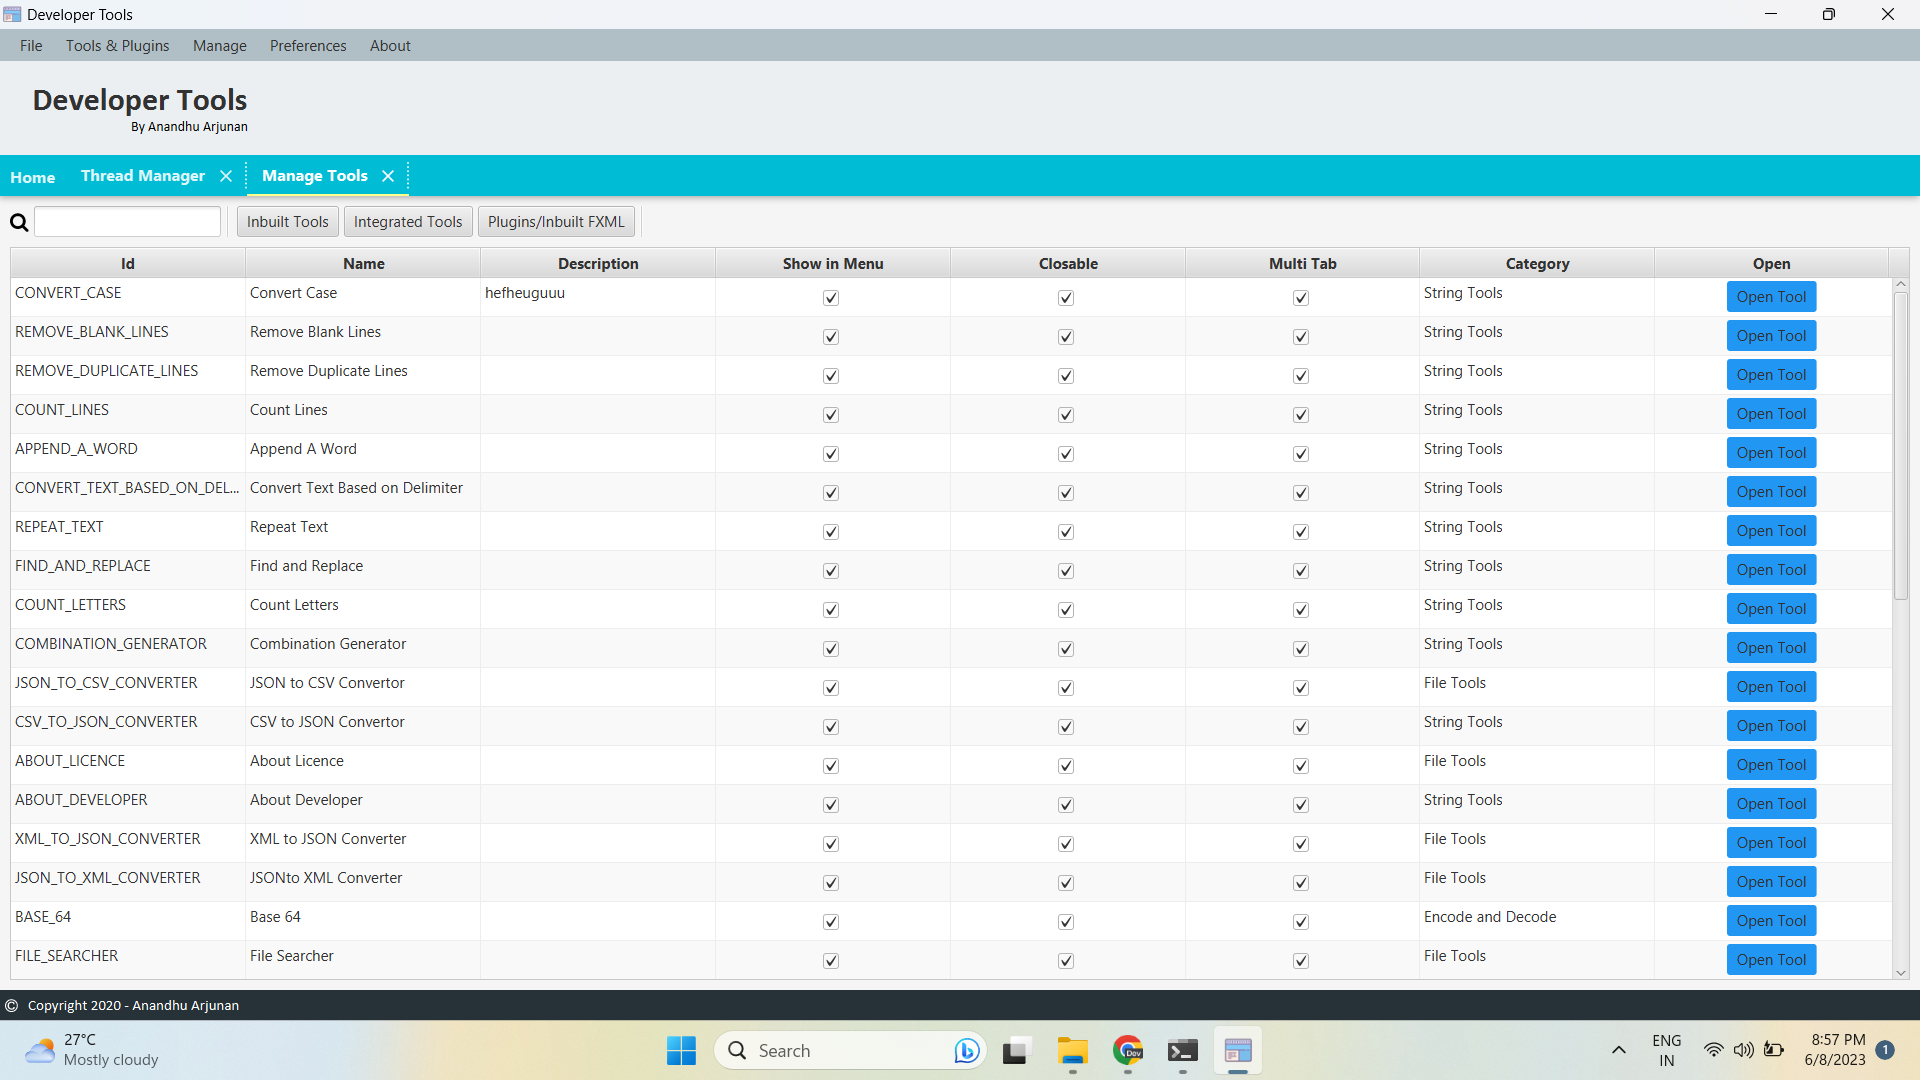 Developer Tools
File Tools & Plugins Manage Preferences About
Developer Tools
By Anandhu Arjunan
Home Thread Manager Manage Tools
Inbuilt Tools Integrated Tools Plugins/Inbuilt FXML
Id Name Description Show in Menu Closable Multi Tab Category Open
CONVERT_CASE Convert Case hefheuguuu String Tools Open Tool
REMOVE_BLANK_LINES Remove Blank Lines String Tools Open Tool
REMOVE_DUPLICATE_LINES Remove Duplicate Lines String Tools Open Tool
COUNT_LINES Count Lines String Tools Open Tool
APPEND_A_WORD Append A Word String Tools Open Tool
CONVERT_TEXT_BASED_ON_DEL... Convert Text Based on Delimiter String Tools Open Tool
REPEAT_TEXT Repeat Text String Tools Open Tool
FIND_AND_REPLACE Find and Replace String Tools Open Tool
COUNT_LETTERS Count Letters String Tools Open Tool
COMBINATION_GENERATOR Combination Generator String Tools Open Tool
JSON_TO_CSV_CONVERTER JSON to CSV Convertor File Tools Open Tool
CSV_TO_JSON_CONVERTER CSV to JSON Convertor String Tools Open Tool
ABOUT_LICENCE About Licence File Tools Open Tool
ABOUT_DEVELOPER About Developer String Tools Open Tool
XML_TO_JSON_CONVERTER XML to JSON Converter File Tools Open Tool
JSON_TO_XML_CONVERTER JSONto XML Converter File Tools Open Tool
BASE_64 Base 64 Encode and Decode Open Tool
FILE_SEARCHER File Searcher File Tools Open Tool
© Copyright 2020 - Anandhu Arjunan
27°C
Mostly cloudy
Search
Dev
ENG
IN
8:57 PM
6/8/2023
1